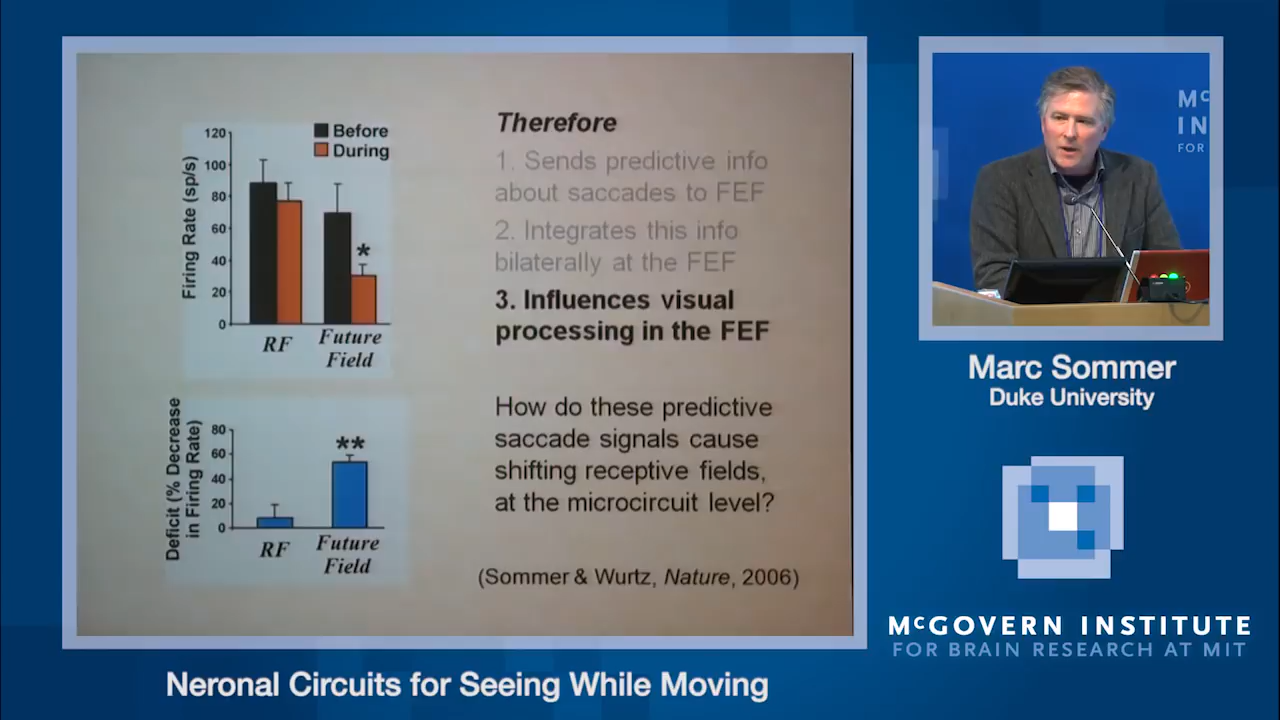 Firing Rate (sp/s)
120
100
80
60
40
20
0
Before
During
*
RF
Future
Field
Deficit (% Decrease
in Firing Rate)
80
60
40
20
0
**
RF
Future
Field
Therefore
1. Sends predictive info
about saccades to FEF
2. Integrates this info
bilaterally at the FEF
3. Influences visual
processing in the FEF
How do these predictive
saccade signals cause
shifting receptive fields,
at the microcircuit level?
(Sommer & Wurtz, Nature, 2006)
Mc
IN
FOR
Marc Sommer
Duke University
McGOVERN INSTITUTE
FOR BRAIN RESEARCH AT MIT
Neronal Circuits for Seeing While Moving